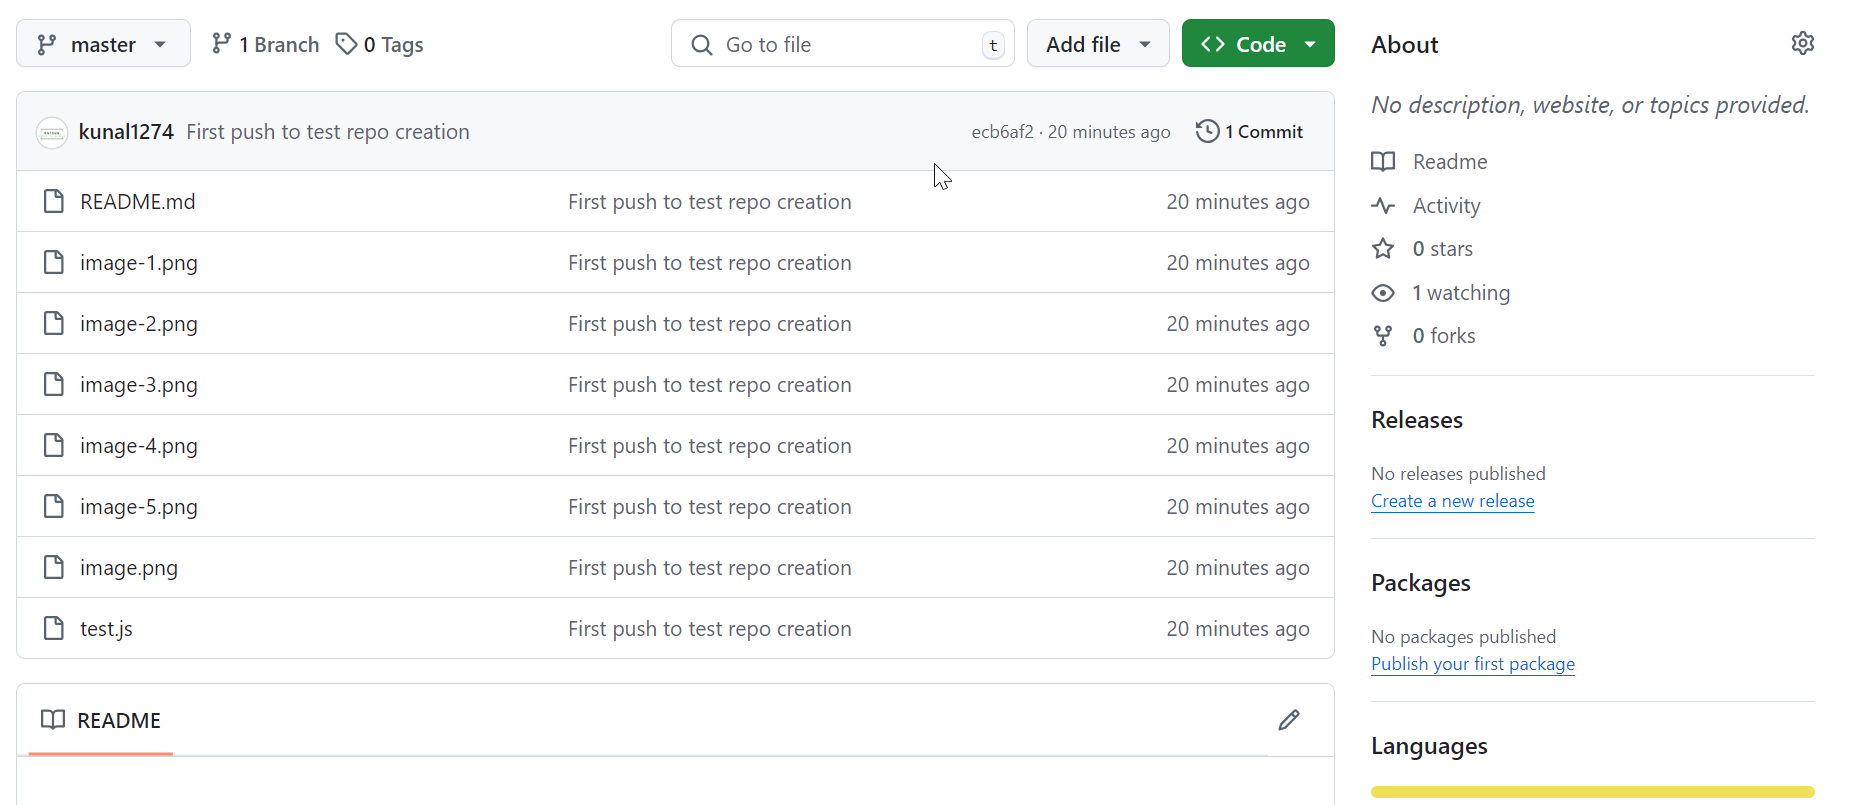 master 1 Branch 0 Tags Go to file t Add file Code
kunal1274 First push to test repo creation ecb6af2 · 20 minutes ago 1 Commit
README.md First push to test repo creation 20 minutes ago
image-1.png First push to test repo creation 20 minutes ago
image-2.png First push to test repo creation 20 minutes ago
image-3.png First push to test repo creation 20 minutes ago
image-4.png First push to test repo creation 20 minutes ago
image-5.png First push to test repo creation 20 minutes ago
image.png First push to test repo creation 20 minutes ago
test.js First push to test repo creation 20 minutes ago
README
About
No description, website, or topics provided.
Readme
Activity
0 stars
1 watching
0 forks
Releases
No releases published
Create a new release
Packages
No packages published
Publish your first package
Languages